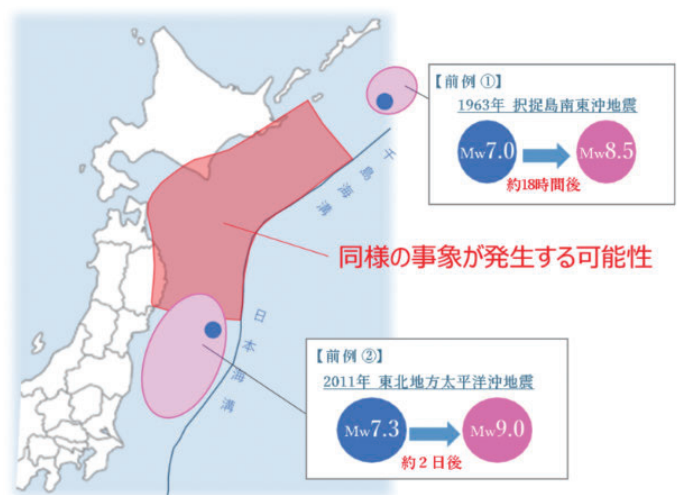 【前例①】
1963年 択捉島南東沖地震
Mw7.0
Mw8.5
約18時間後
千島海溝
同様の事象が発生する可能性
日本海溝
【前例②】
2011年 東北地方太平洋沖地震
Mw7.3
Mw9.0
約2日後